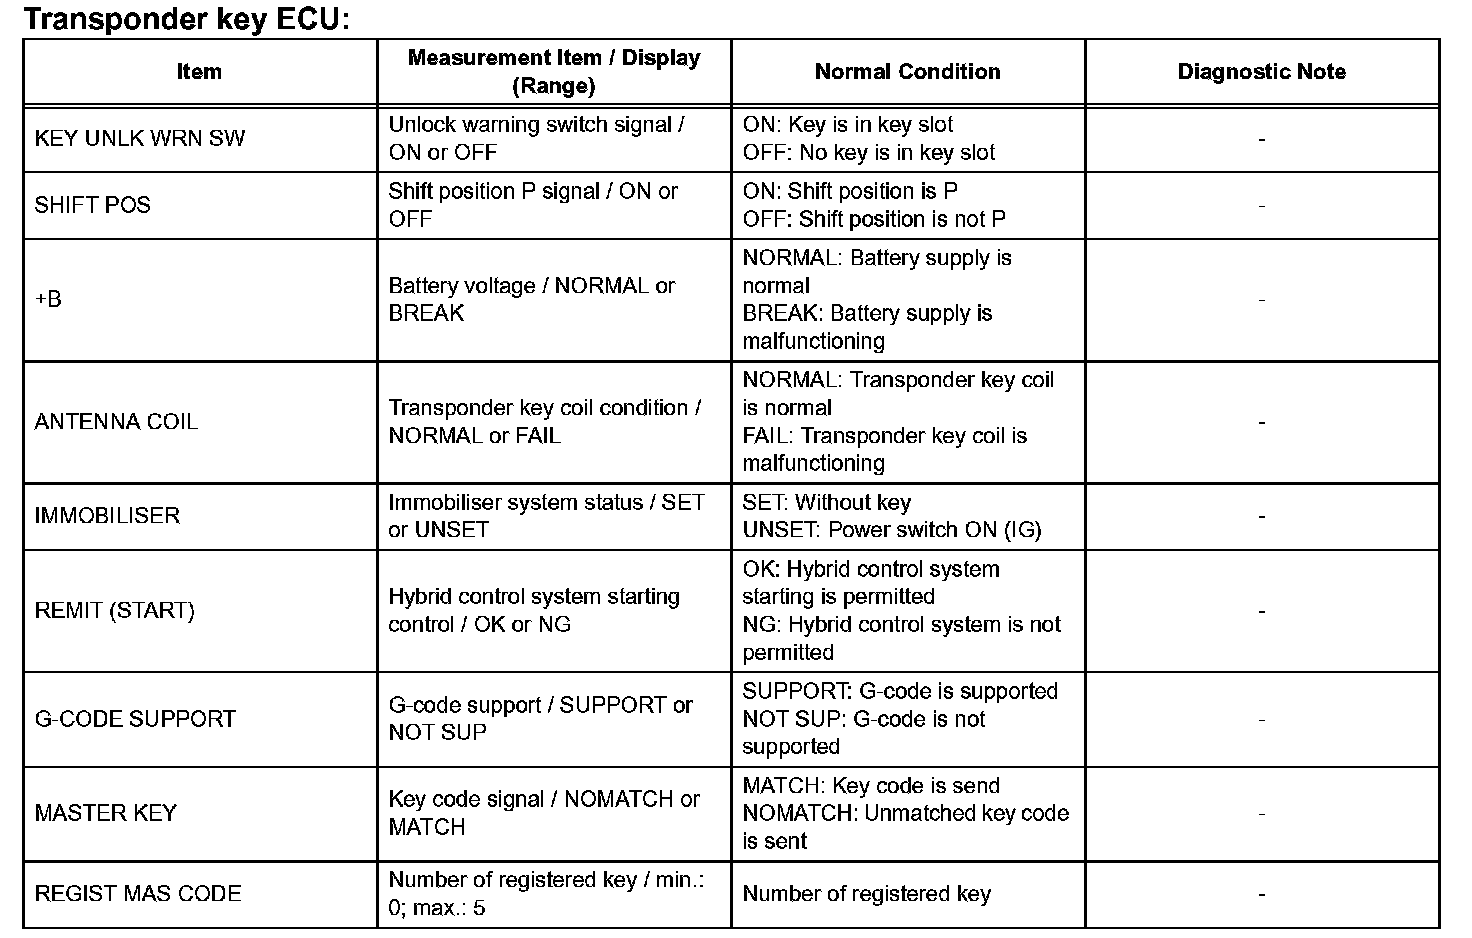 Transponder key ECU:
Item
Measurement Item / Display
(Range)
Normal Condition
Diagnostic Note
KEY UNLK WRN SW
Unlock warning switch signal /
ON or OFF
ON: Key is in key slot
OFF: No key is in key slot
-
SHIFT POS
Shift position P signal / ON or
OFF
ON: Shift position is P
OFF: Shift position is not P
-
+B
Battery voltage / NORMAL or
BREAK
NORMAL: Battery supply is
normal
BREAK: Battery supply is
malfunctioning
-
ANTENNA COIL
Transponder key coil condition /
NORMAL or FAIL
NORMAL: Transponder key coil
is normal
FAIL: Transponder key coil is
malfunctioning
-
IMMOBILISER
Immobiliser system status / SET
or UNSET
SET: Without key
UNSET: Power switch ON (IG)
-
REMIT (START)
Hybrid control system starting
control / OK or NG
OK: Hybrid control system
starting is permitted
NG: Hybrid control system is not
permitted
-
G-CODE SUPPORT
G-code support / SUPPORT or
NOT SUP
SUPPORT: G-code is supported
NOT SUP: G-code is not
supported
-
MASTER KEY
Key code signal / NOMATCH or
MATCH
MATCH: Key code is send
NOMATCH: Unmatched key code
is sent
-
REGIST MAS CODE
Number of registered key / min.:
0; max.: 5
Number of registered key
-